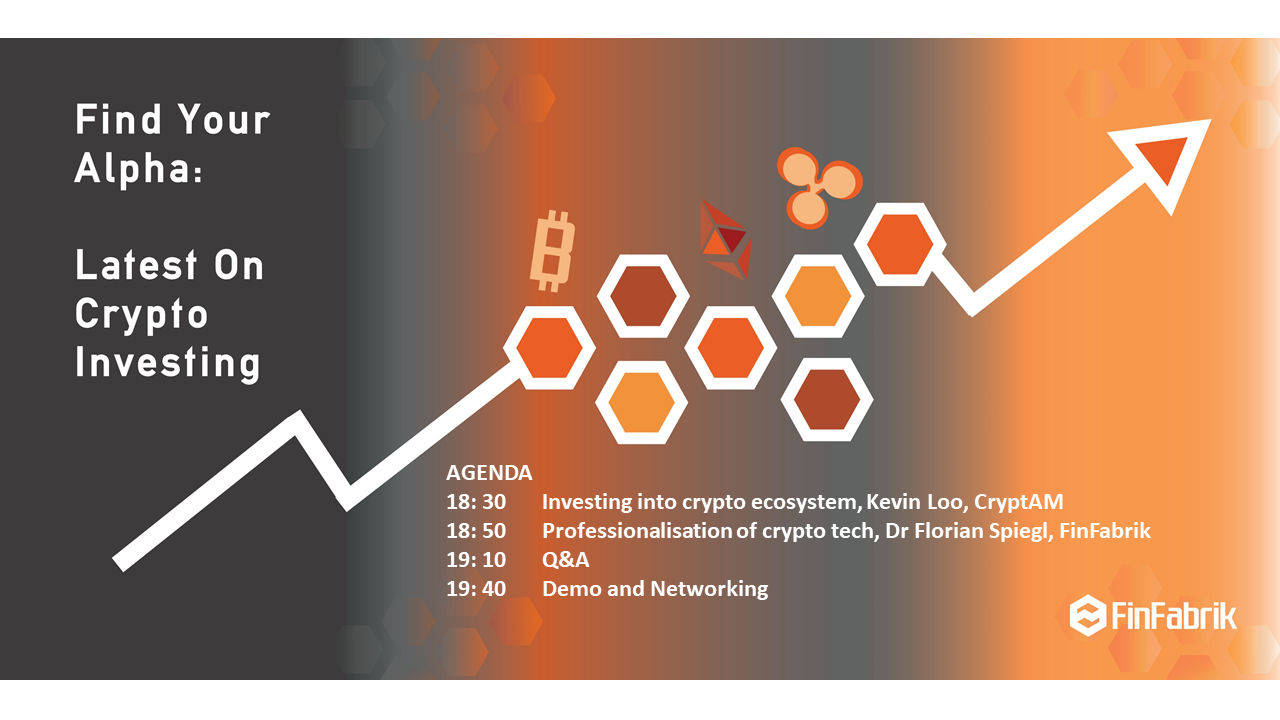 Find Your
Alpha:
Latest On
Crypto
Investing
AGENDA
18: 30 Investing into crypto ecosystem, Kevin Loo, CryptAM
18: 50 Professionalisation of crypto tech, Dr Florian Spiegl, FinFabrik
19: 10 Q&A
19: 40 Demo and Networking
FinFabrik